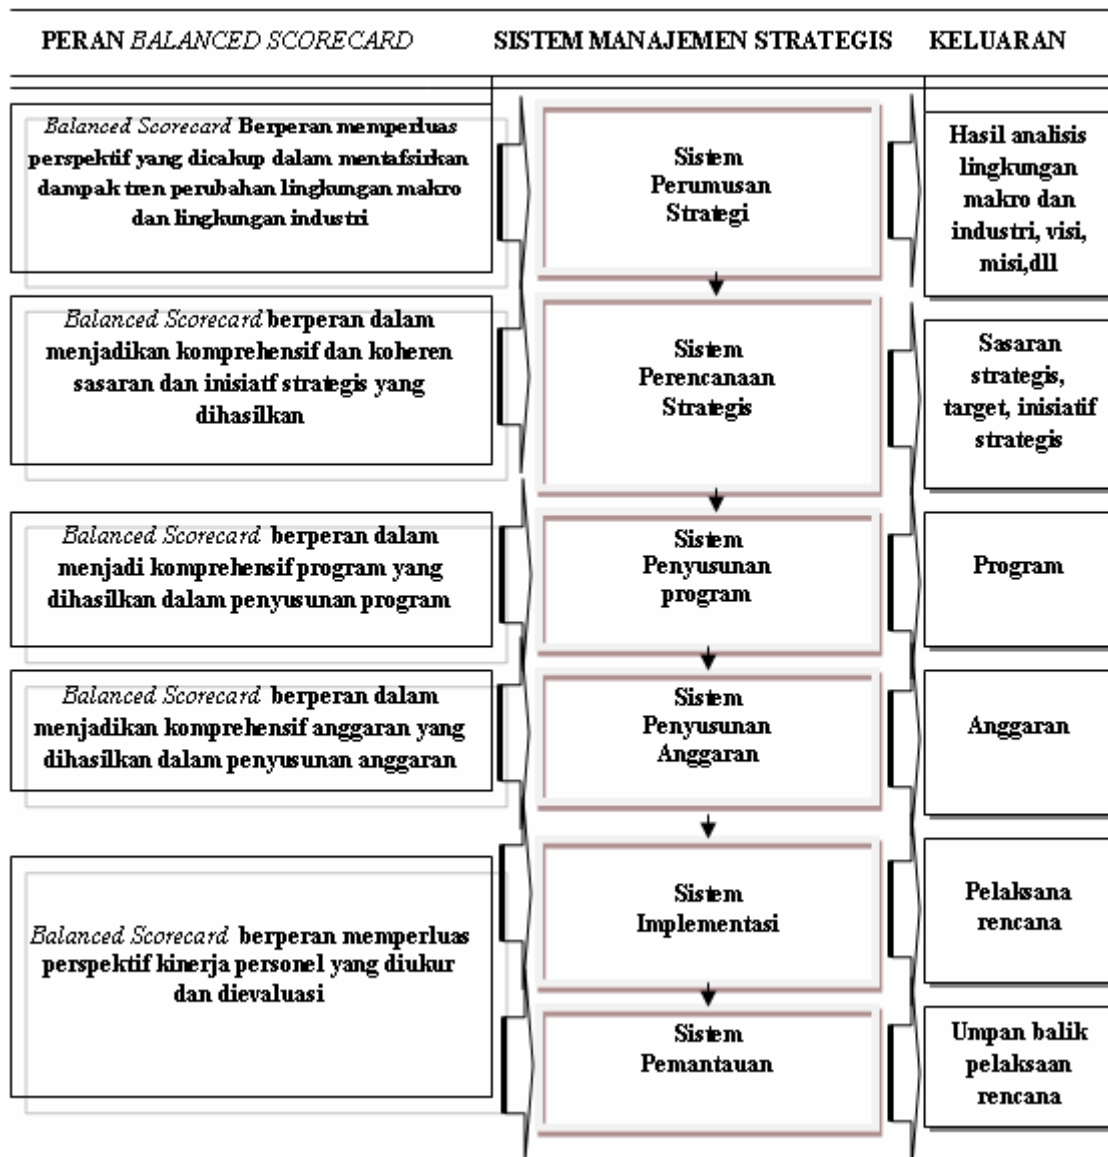 PERAN BALANCED SCORECARD
SISTEM MANAJEMEN STRATEGIS
KELUARAN
Balanced Scorecard Berperan memperluas
perspektif yang dicakup dalam mentafsirkan
dampak tren perubahan lingkungan makro
dan lingkungan industri
Sistem
Perumusan
Strategi
Hasil analisis
lingkungan
makro dan
industri, visi,
misi,dll
Balanced Scorecard berperan dalam
menjadikan komprehensif dan koheren
sasaran dan inisiatf strategis yang
dihasilkan
Sistem
Perencanaan
Strategis
Sasaran
strategis,
target, inisiatif
strategis
Balanced Scorecard berperan dalam
menjadi komprehensif program yang
dihasilkan dalam penyusunan program
Sistem
Penyusunan
program
Program
Balanced Scorecard berperan dalam
menjadikan komprehensif anggaran yang
dihasilkan dalam penyusunan anggaran
Sistem
Penyusunan
Anggaran
Anggaran
Balanced Scorecard berperan memperluas
perspektif kinerja personel yang diukur
dan dievaluasi
Sistem
Implementasi
Pelaksana
rencana
Sistem
Pemantauan
Umpan balik
pelaksaan
rencana